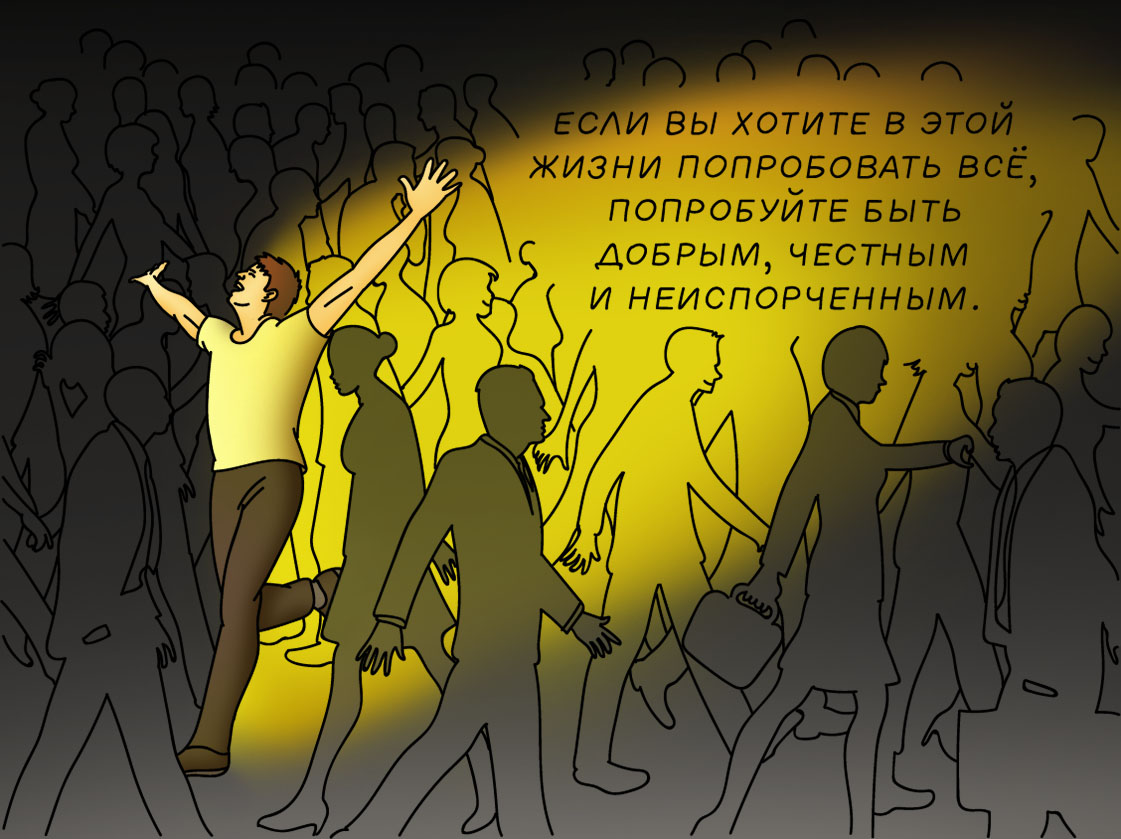 ЕСЛИ ВЫ ХОТИТЕ В ЭТОЙ
ЖИЗНИ ПОПРОБОВАТЬ ВСЁ,
ПОПРОБУЙТЕ БЫТЬ
ДОБРЫМ, ЧЕСТНЫМ
И НЕИСПОРЧЕННЫМ.